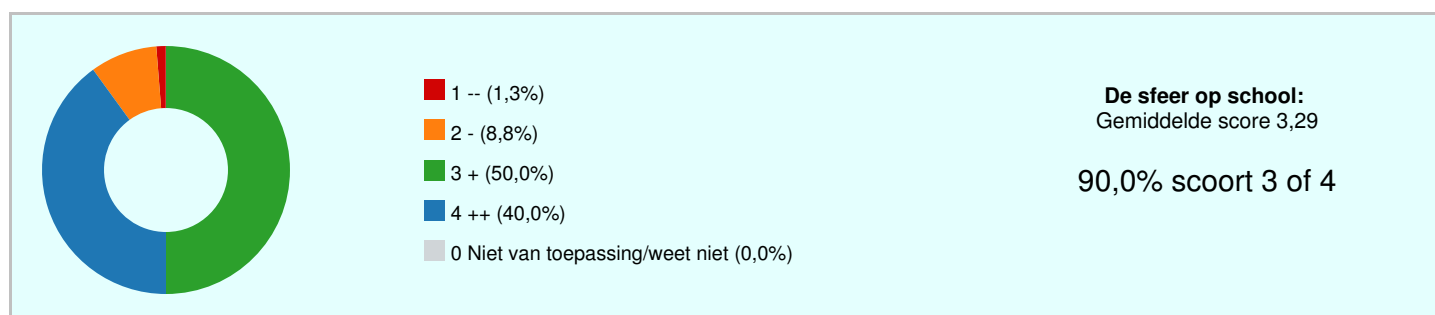 1 -- (1,3%)
2 - (8,8%)
3 + (50,0%)
4 ++ (40,0%)
0 Niet van toepassing/weet niet (0,0%)
De sfeer op school:
Gemiddelde score 3,29
90,0% scoort 3 of 4